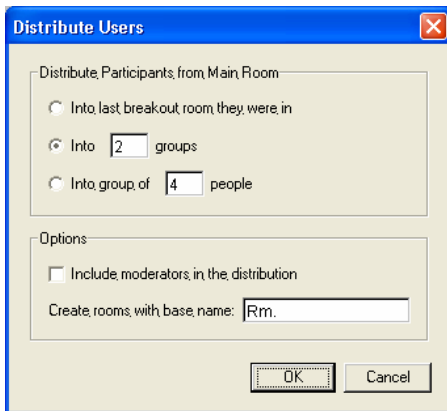 Distribute Users
Distribute Participants from Main Room
Into last breakout room they were in
Into 2 groups
Into group of 4 people
Options
Include moderators in the distribution
Create rooms with base name: Rm.
OK Cancel